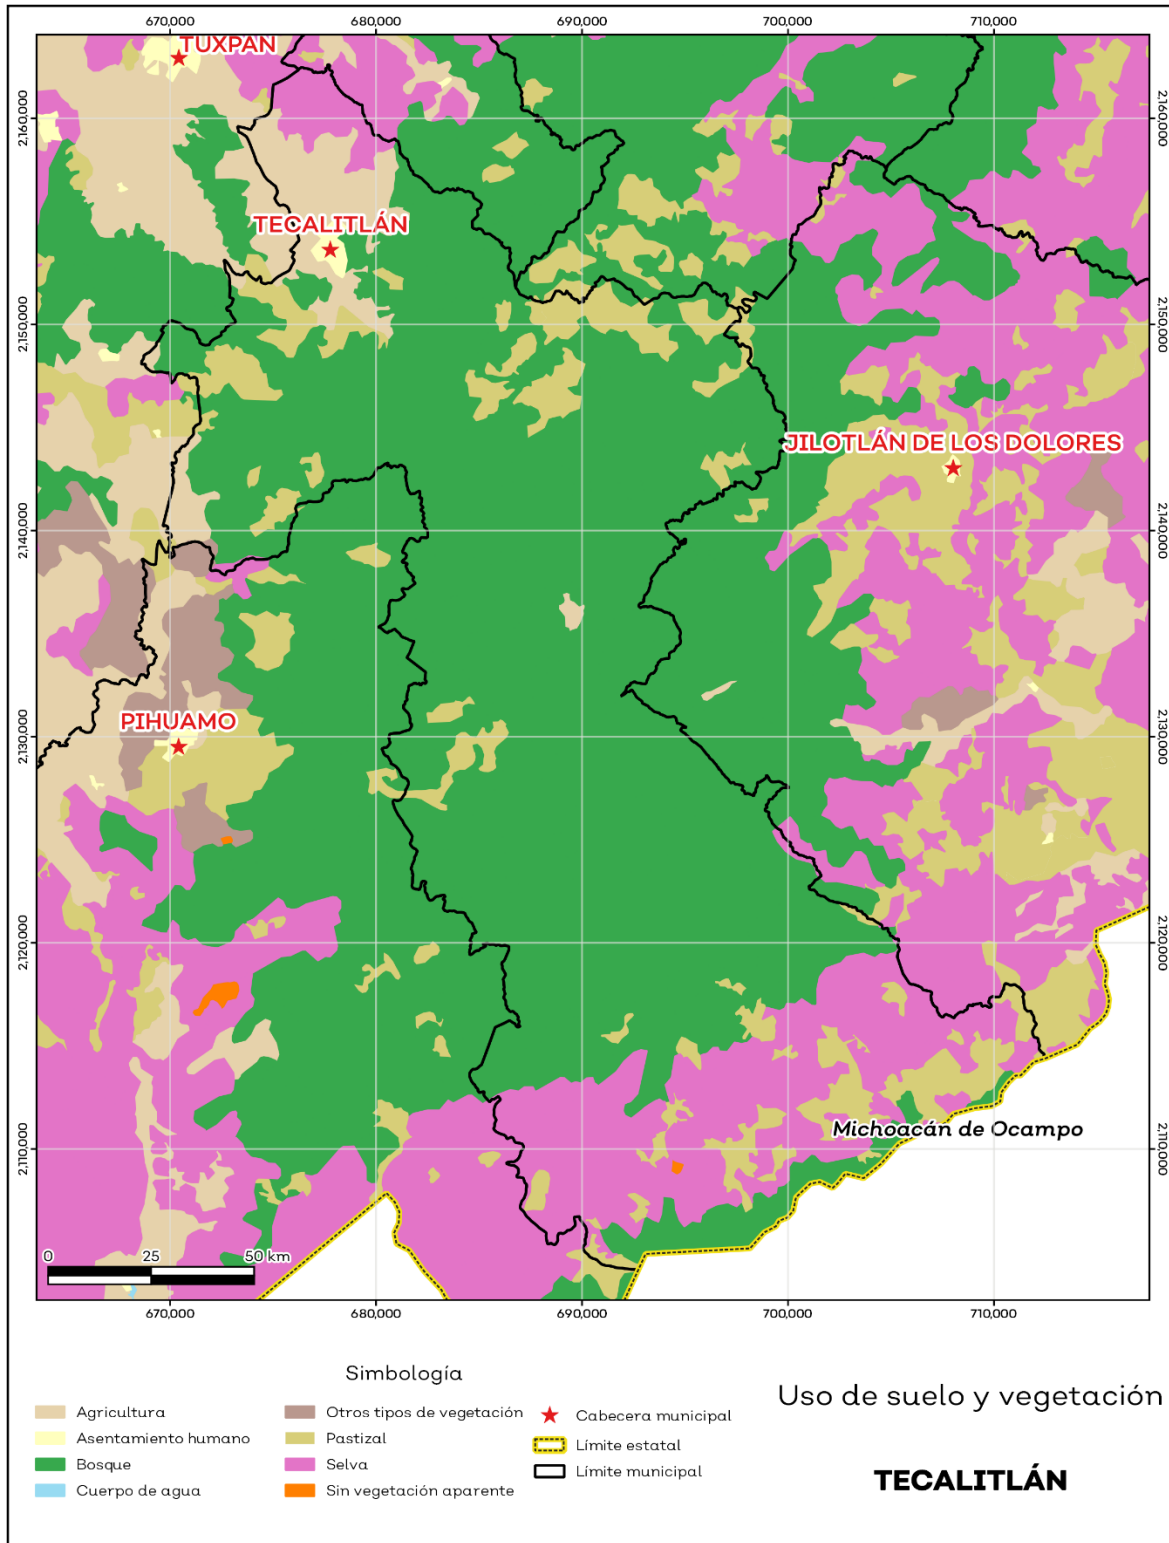 670,000 680,000 690,000 700,000 710,000
TUXPAN
2,160,000 2,160,000
TECALITLÁN
2,150,000 2,150,000
JILOTLÁN DE LOS DOLORES
2,140,000 2,140,000
PIHUAMO
2,130,000 2,130,000
2,120,000 2,120,000
Michoacán de Ocampo
2,110,000 2,110,000
0 25 50 km
670,000 680,000 690,000 700,000 710,000
Simbología
Agricultura
Asentamiento humano
Bosque
Cuerpo de agua
Otros tipos de vegetación
Pastizal
Selva
Sin vegetación aparente
Cabecera municipal
Límite estatal
Límite municipal
Uso de suelo y vegetación
TECALITLÁN